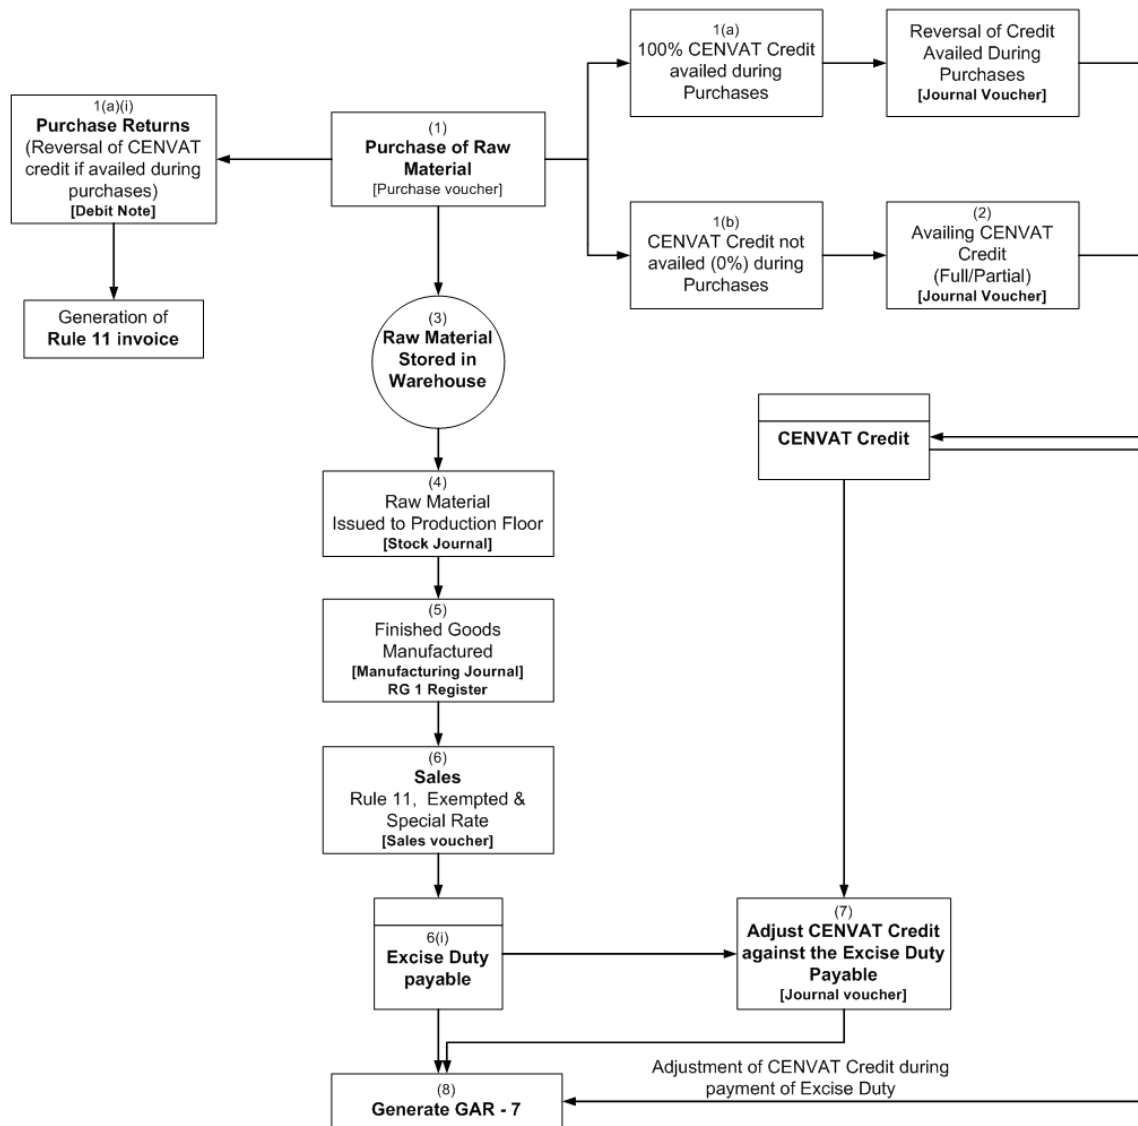 1(a)(i)
Purchase Returns
(Reversal of CENVAT
credit if availed during
purchases)
[Debit Note]
Generation of
Rule 11 invoice
(1)
Purchase of Raw
Material
[Purchase voucher]
1(a)
100% CENVAT Credit
availed during
Purchases
Reversal of Credit
Availed During
Purchases
[Journal Voucher]
1(b)
CENVAT Credit not
availed (0%) during
Purchases
(2)
Availing CENVAT
Credit
(Full/Partial)
[Journal Voucher]
(3)
Raw Material
Stored in
Warehouse
CENVAT Credit
(4)
Raw Material
Issued to Production Floor
[Stock Journal]
(5)
Finished Goods
Manufactured
[Manufacturing Journal]
RG 1 Register
(6)
Sales
Rule 11, Exempted &
Special Rate
[Sales voucher]
6(i)
Excise Duty
payable
(7)
Adjust CENVAT Credit
against the Excise Duty
Payable
[Journal voucher]
Adjustment of CENVAT Credit during
payment of Excise Duty
(8)
Generate GAR - 7